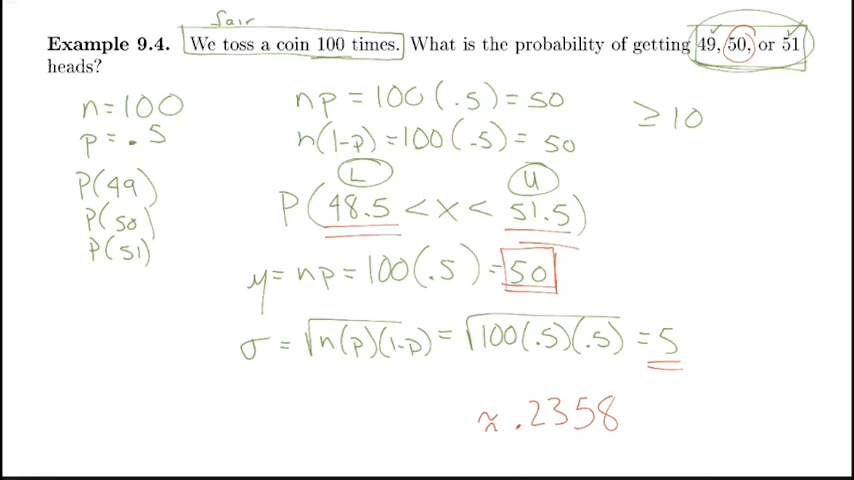 fair
Example 9.4. We toss a coin 100 times. What is the probability of getting 49, 50, or 51
heads?
n=100
p=.5
P(49)
P(50)
P(51)
np = 100(.5) = 50
n(1-p) = 100(.5) = 50
≥ 10
L U
P(48.5 < x < 51.5)
μ = np = 100(.5) = 50
σ = √n(p)(1-p) = √100(.5)(.5) = 5
≈ .2358